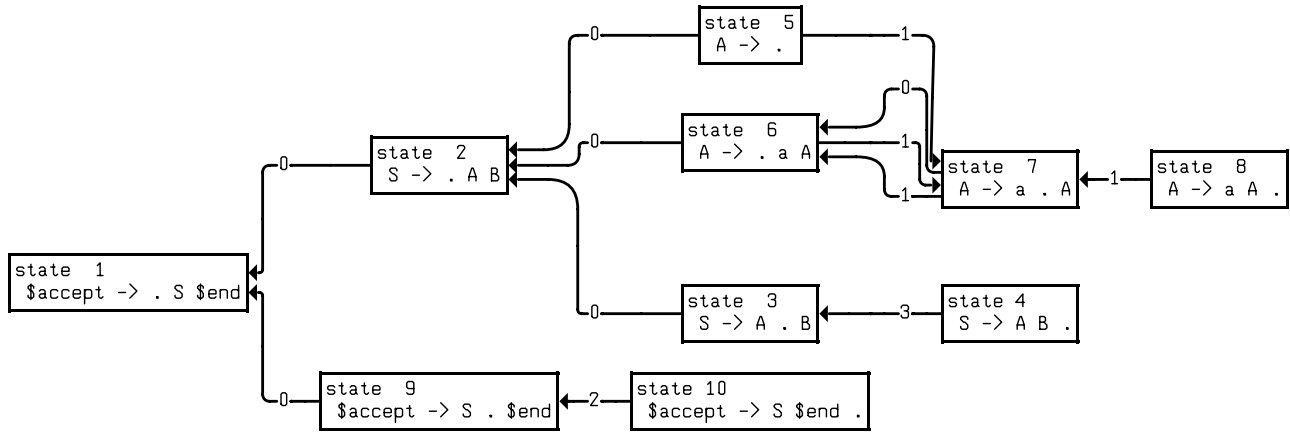 state 5
A -> .
0
1
0
state 6
A -> . a A
0
1
1
state 2
S -> . A B
0
state 7
A -> a . A
1
state 8
A -> a A .
state 1
$accept -> . S $end
state 3
S -> A . B
0
3
state 4
S -> A B .
state 9
$accept -> S . $end
0
2
state 10
$accept -> S $end .